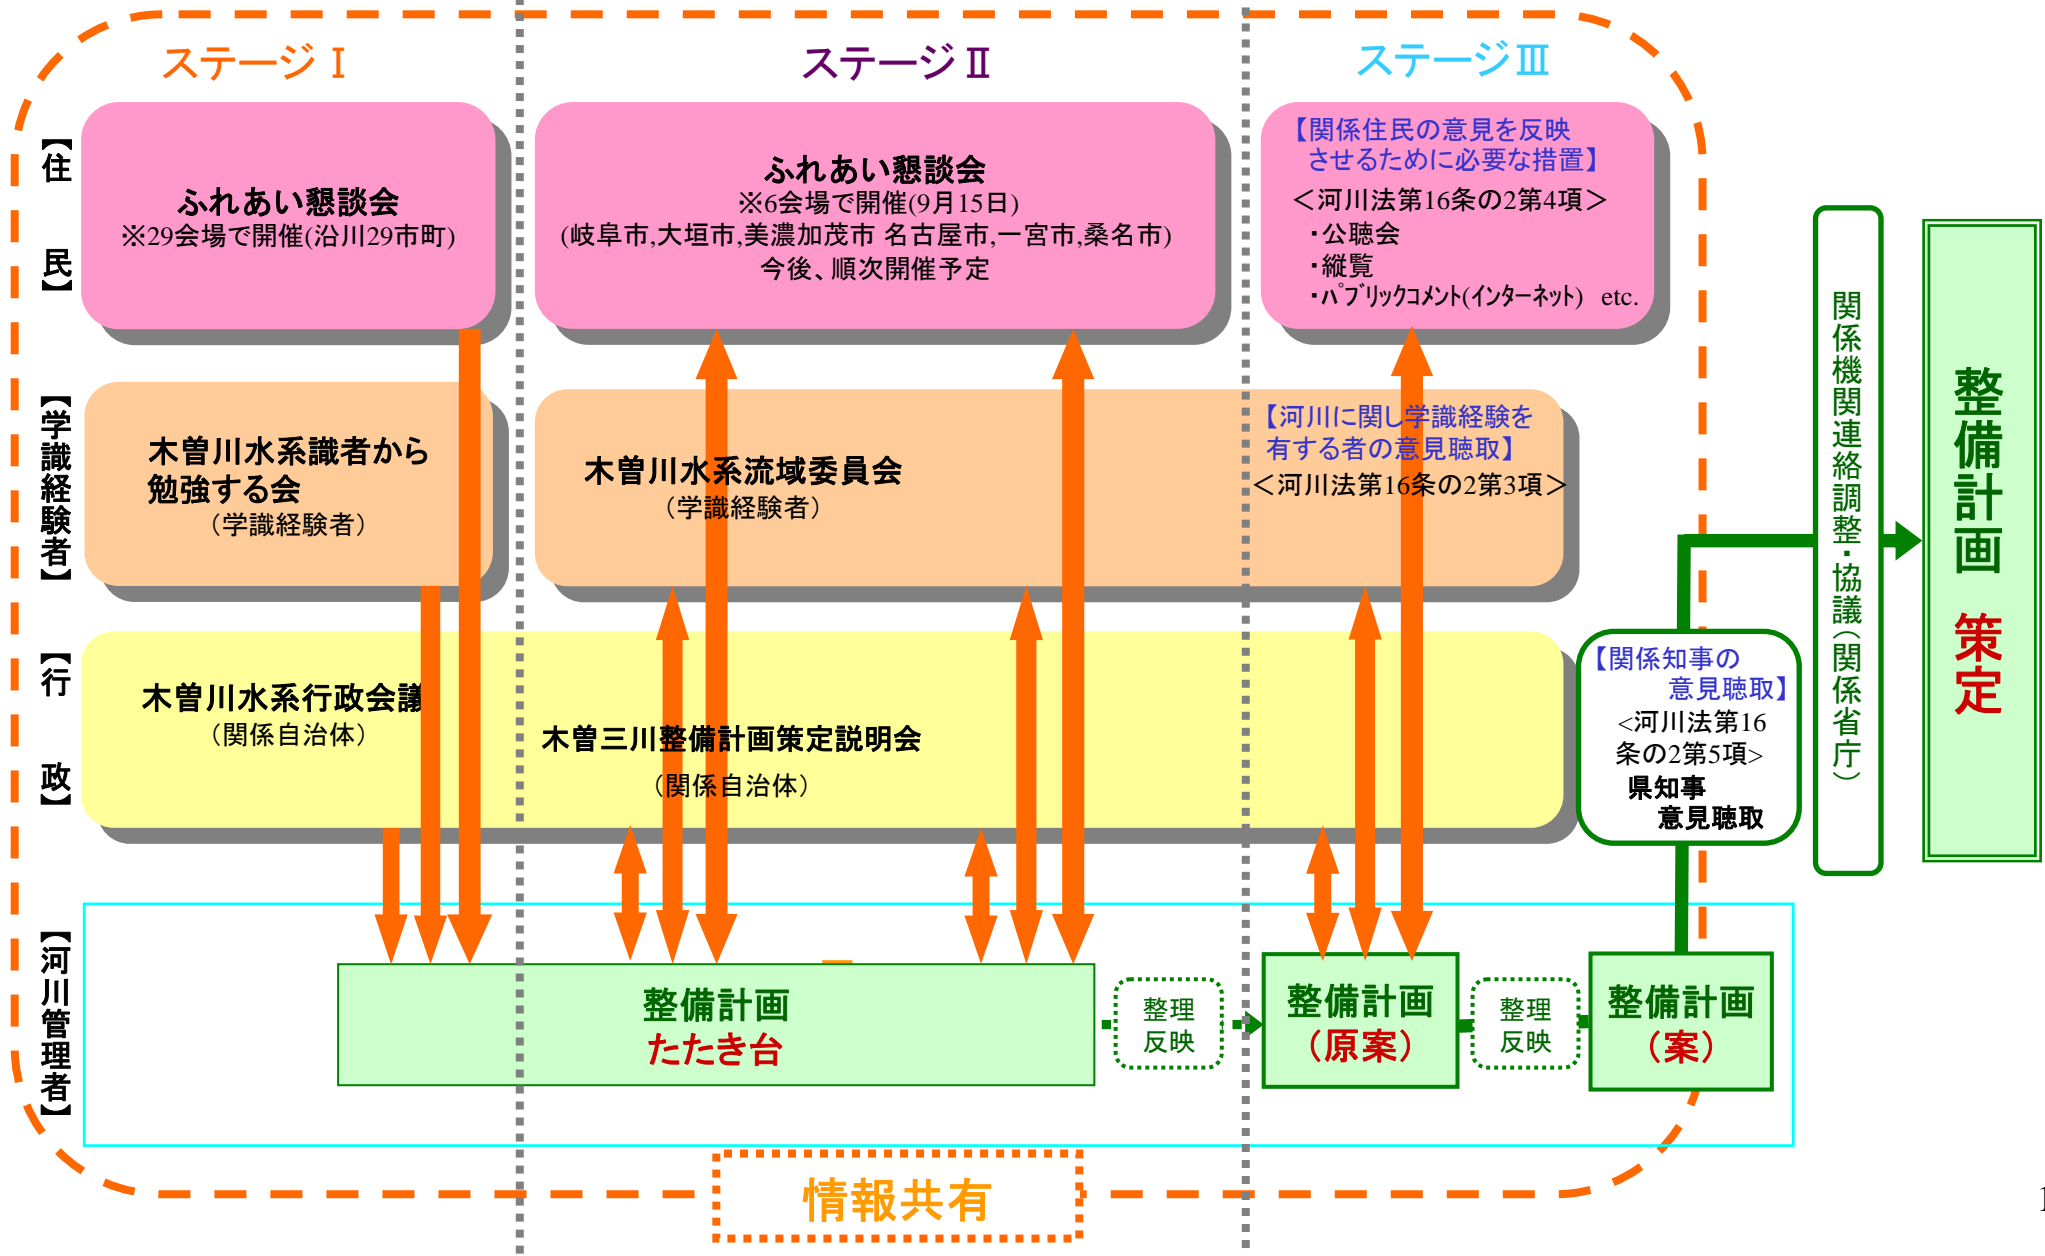 ステージⅠ
ステージⅡ
ステージⅢ
【住民】
ふれあい懇談会
※29会場で開催(沿川29市町)
ふれあい懇談会
※6会場で開催(9月15日)
(岐阜市,大垣市,美濃加茂市 名古屋市,一宮市,桑名市)
今後、順次開催予定
【関係住民の意見を反映
させるために必要な措置】
＜河川法第16条の2第4項＞
・公聴会
・縦覧
・パブリックコメント(インターネット) etc.
【学識経験者】
木曽川水系識者から
勉強する会
（学識経験者）
木曽川水系流域委員会
（学識経験者）
【河川に関し学識経験を
有する者の意見聴取】
＜河川法第16条の2第3項＞
【行政】
木曽川水系行政会議
（関係自治体）
木曽三川整備計画策定説明会
（関係自治体）
【関係知事の
意見聴取】
<河川法第16
条の2第5項>
県知事
意見聴取
関係機関連絡調整・協議（関係省庁）
整備計画 策定
【河川管理者】
整備計画
たたき台
整理
反映
整備計画
（原案）
整理
反映
整備計画
（案）
情報共有
1